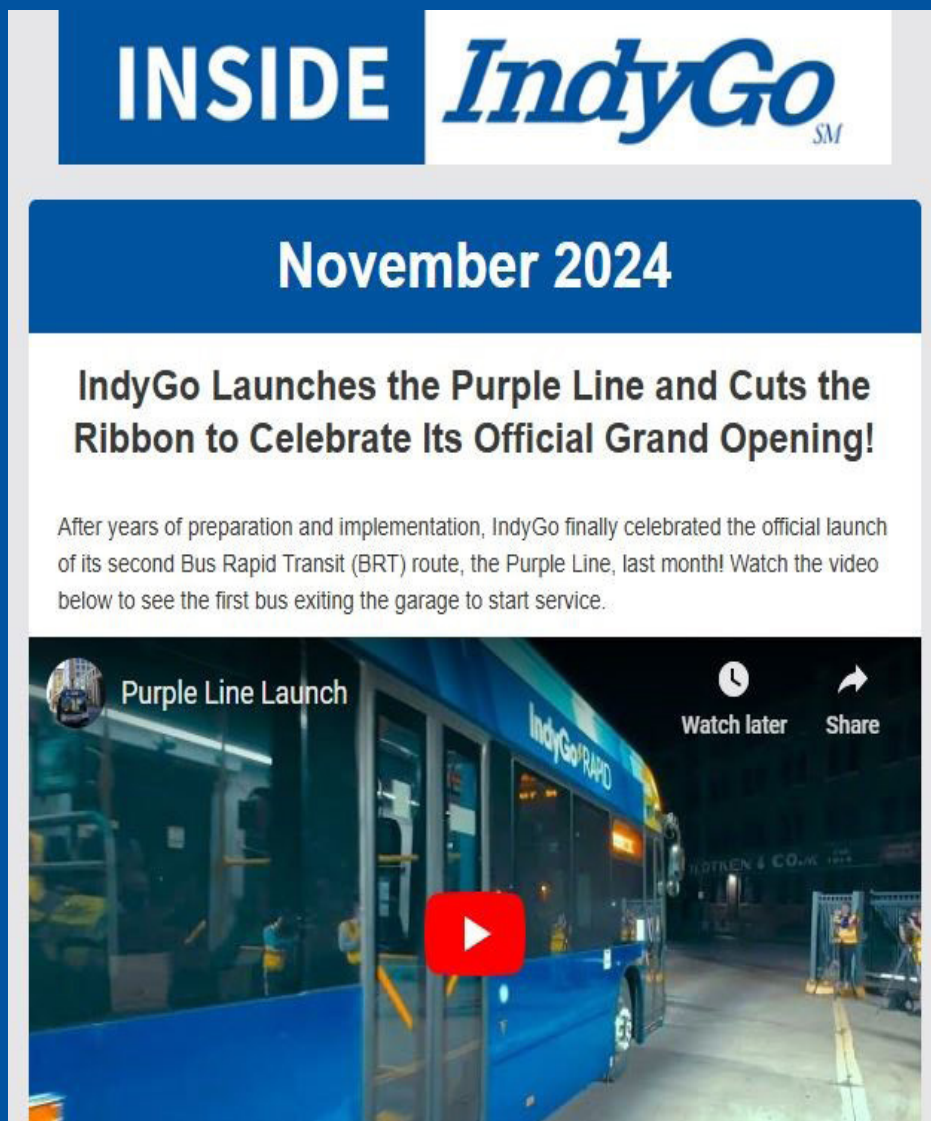 INSIDE IndyGo SM
November 2024
IndyGo Launches the Purple Line and Cuts the
Ribbon to Celebrate Its Official Grand Opening!
After years of preparation and implementation, IndyGo finally celebrated the official launch
of its second Bus Rapid Transit (BRT) route, the Purple Line, last month! Watch the video
below to see the first bus exiting the garage to start service.
Purple Line Launch
Watch later
Share
IndyGo RAPID
& CO.